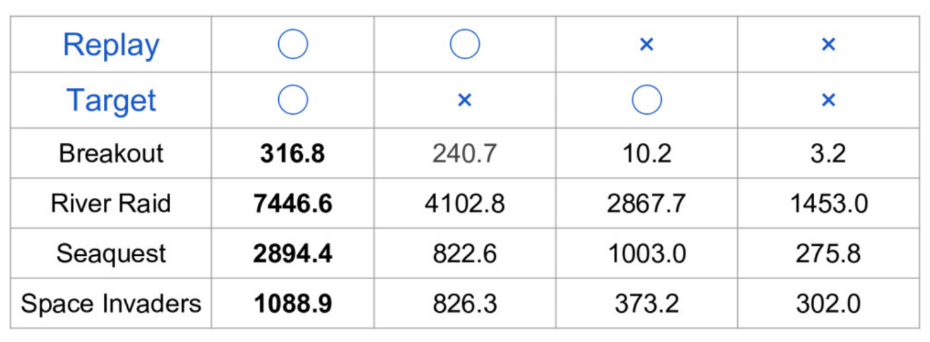 Replay ○ ○ × ×
Target ○ × ○ ×
Breakout 316.8 240.7 10.2 3.2
River Raid 7446.6 4102.8 2867.7 1453.0
Seaquest 2894.4 822.6 1003.0 275.8
Space Invaders 1088.9 826.3 373.2 302.0